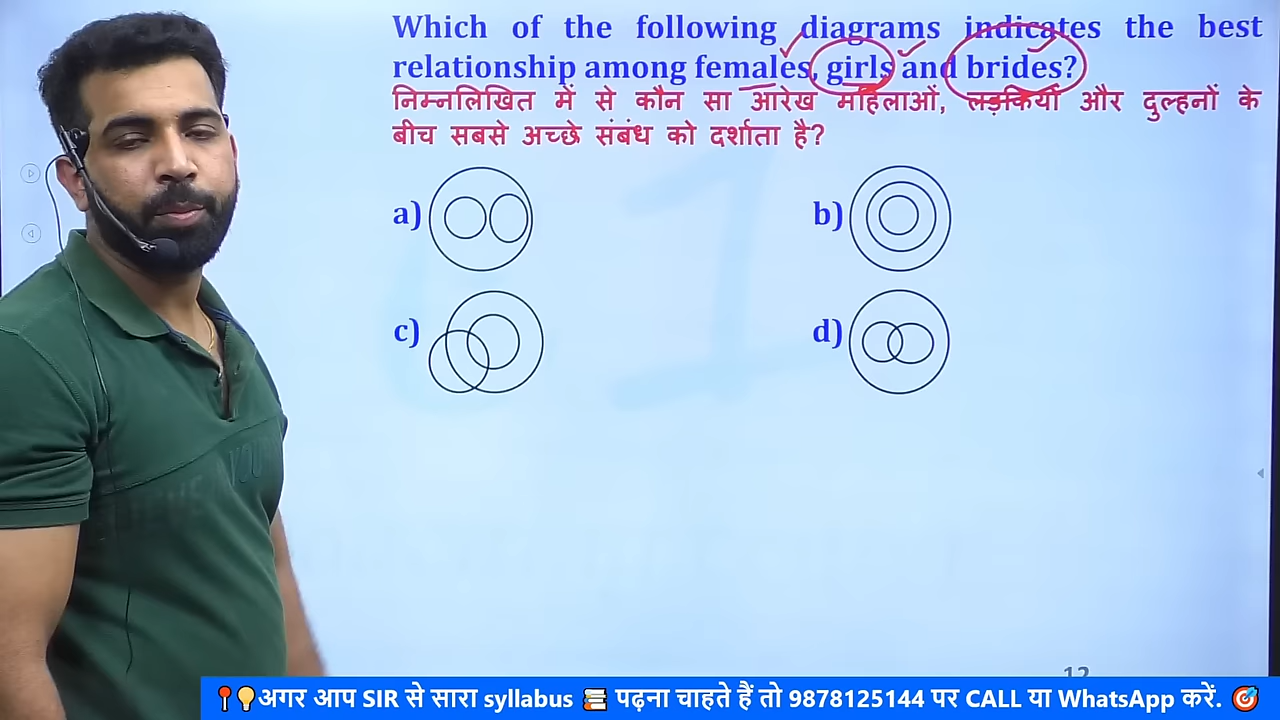 Which of the following diagrams indicates the best
relationship among females, girls and brides?
निम्नलिखित में से कौन सा आरेख महिलाओं, लड़कियों और दुल्हनों के
बीच सबसे अच्छे संबंध को दर्शाता है?
a) b)
c) d)
12
📍💡अगर आप SIR से सारा syllabus 📚 पढ़ना चाहते हैं तो 9878125144 पर CALL या WhatsApp करें. 🎯